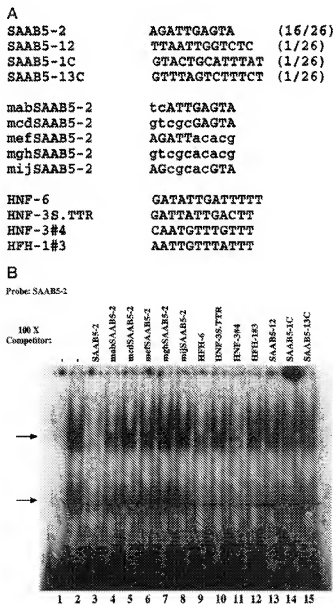 A
SAAB5-2 AGATTGAGTA (16/26)
SAAB5-12 TTAATTGGTCTC (1/26)
SAAB5-1C GTACTGCATTTAT (1/26)
SAAB5-13C GTTTAGTCTTTCT (1/26)
mabSAAB5-2 tcATTGAGTA
mcdSAAB5-2 gtcgcGAGTA
mefSAAB5-2 AGATTacacg
mghSAAB5-2 gtcgcacacg
mijSAAB5-2 AGcgcacGTA
HNF-6 GATATTGATTTTT
HNF-3S.TTR GATTATTGACTT
HNF-3#4 CAATGTTTGTTT
HFH-1#3 AATTGTTTATTT
B
Probe: SAAB5-2
100 X
Competitor: - - SAAB5-2 mabSAAB5-2 mcdSAAB5-2 mefSAAB5-2 mghSAAB5-2 mijSAAB5-2 HFH-6 HNF-3S.TTR HNF-3#4 HFH-1#3 SAAB5-12 SAAB5-1C SAAB5-13C
1 2 3 4 5 6 7 8 9 10 11 12 13 14 15